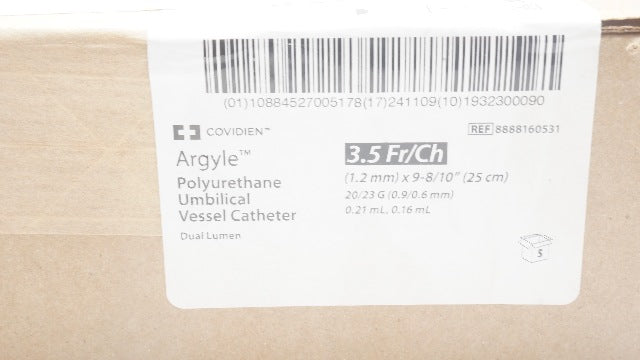 (01)10884527005178(17)241109(10)1932300090
COVIDIEN™
REF 8888160531
Argyle™
Polyurethane
Umbilical
Vessel Catheter
Dual Lumen
3.5 Fr/Ch
(1.2 mm) x 9-8/10" (25 cm)
20/23 G (0.9/0.6 mm)
0.21 mL, 0.16 mL
5